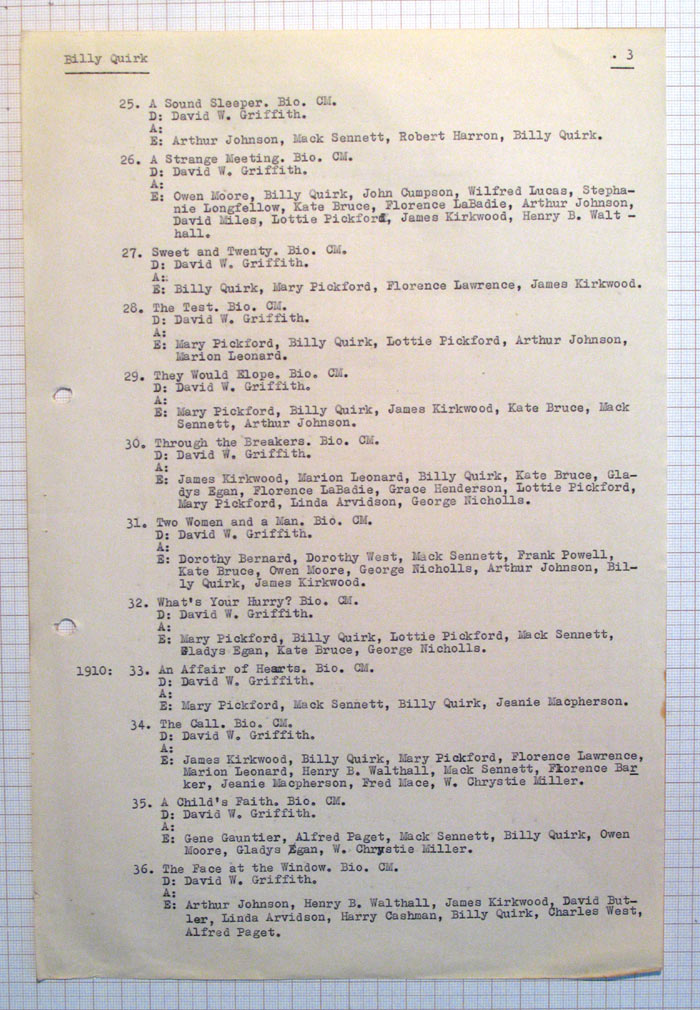 Billy Quirk . 3
25. A Sound Sleeper. Bio. CM.
D: David W. Griffith.
A:
E: Arthur Johnson, Mack Sennett, Robert Harron, Billy Quirk.
26. A Strange Meeting. Bio. CM.
D: David W. Griffith.
A:
E: Owen Moore, Billy Quirk, John Cumpson, Wilfred Lucas, Stepha-
nie Longfellow, Kate Bruce, Florence LaBadie, Arthur Johnson,
David Miles, Lottie Pickford, James Kirkwood, Henry B. Walt -
hall.
27. Sweet and Twenty. Bio. CM.
D: David W. Griffith.
A:
E: Billy Quirk, Mary Pickford, Florence Lawrence, James Kirkwood.
28. The Test. Bio. CM.
D: David W. Griffith.
A:
E: Mary Pickford, Billy Quirk, Lottie Pickford, Arthur Johnson,
Marion Leonard.
29. They Would Elope. Bio. CM.
D: David W. Griffith.
A:
E: Mary Pickford, Billy Quirk, James Kirkwood, Kate Bruce, Mack
Sennett, Arthur Johnson.
30. Through the Breakers. Bio. CM.
D: David W. Griffith.
A:
E: James Kirkwood, Marion Leonard, Billy Quirk, Kate Bruce, Gla-
dys Egan, Florence LaBadie, Grace Henderson, Lottie Pickford,
Mary Pickford, Linda Arvidson, George Nicholls.
31. Two Women and a Man. Bio. CM.
D: David W. Griffith.
A:
E: Dorothy Bernard, Dorothy West, Mack Sennett, Frank Powell,
Kate Bruce, Owen Moore, George Nicholls, Arthur Johnson, Bil-
ly Quirk, James Kirkwood.
32. What's Your Hurry? Bio. CM.
D: David W. Griffith.
A:
E: Mary Pickford, Billy Quirk, Lottie Pickford, Mack Sennett,
Gladys Egan, Kate Bruce, George Nicholls.
1910: 33. An Affair of Hearts. Bio. CM.
D: David W. Griffith.
A:
E: Mary Pickford, Mack Sennett, Billy Quirk, Jeanie Macpherson.
34. The Call. Bio. CM.
D: David W. Griffith.
A:
E: James Kirkwood, Billy Quirk, Mary Pickford, Florence Lawrence,
Marion Leonard, Henry B. Walthall, Mack Sennett, Florence Bar
ker, Jeanie Macpherson, Fred Mace, W. Chrystie Miller.
35. A Child's Faith. Bio. CM.
D: David W. Griffith.
A:
E: Gene Gauntier, Alfred Paget, Mack Sennett, Billy Quirk, Owen
Moore, Gladys Egan, W. Chrystie Miller.
36. The Face at the Window. Bio. CM.
D: David W. Griffith.
A:
E: Arthur Johnson, Henry B. Walthall, James Kirkwood, David But-
ler, Linda Arvidson, Harry Cashman, Billy Quirk, Charles West,
Alfred Paget.